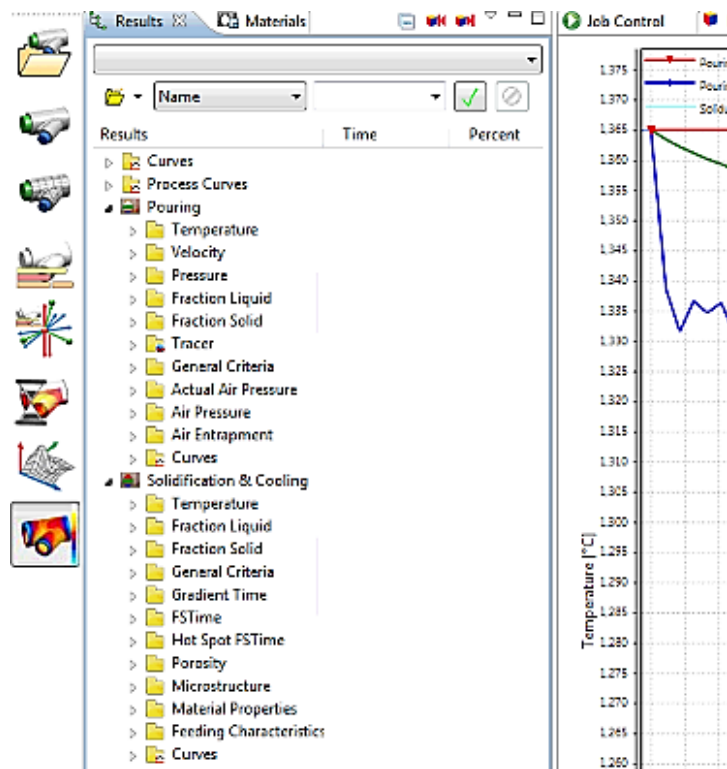 Results Materials
Job Control
Name
Results Time Percent
Curves
Process Curves
Pouring
Temperature
Velocity
Pressure
Fraction Liquid
Fraction Solid
Tracer
General Criteria
Actual Air Pressure
Air Pressure
Air Entrapment
Curves
Solidification & Cooling
Temperature
Fraction Liquid
Fraction Solid
General Criteria
Gradient Time
FSTime
Hot Spot FSTime
Porosity
Microstructure
Material Properties
Feeding Characteristics
Curves
Pouri
Pouri
Solidu
1,375
1,370
1,365
1,360
1,355
1,350
1,345
1,340
1,335
1,330
1,325
1,320
1,315
1,310
1,305
1,300
1,295
1,290
1,285
1,280
1,275
1,270
1,265
1,260
Temperature [°C]